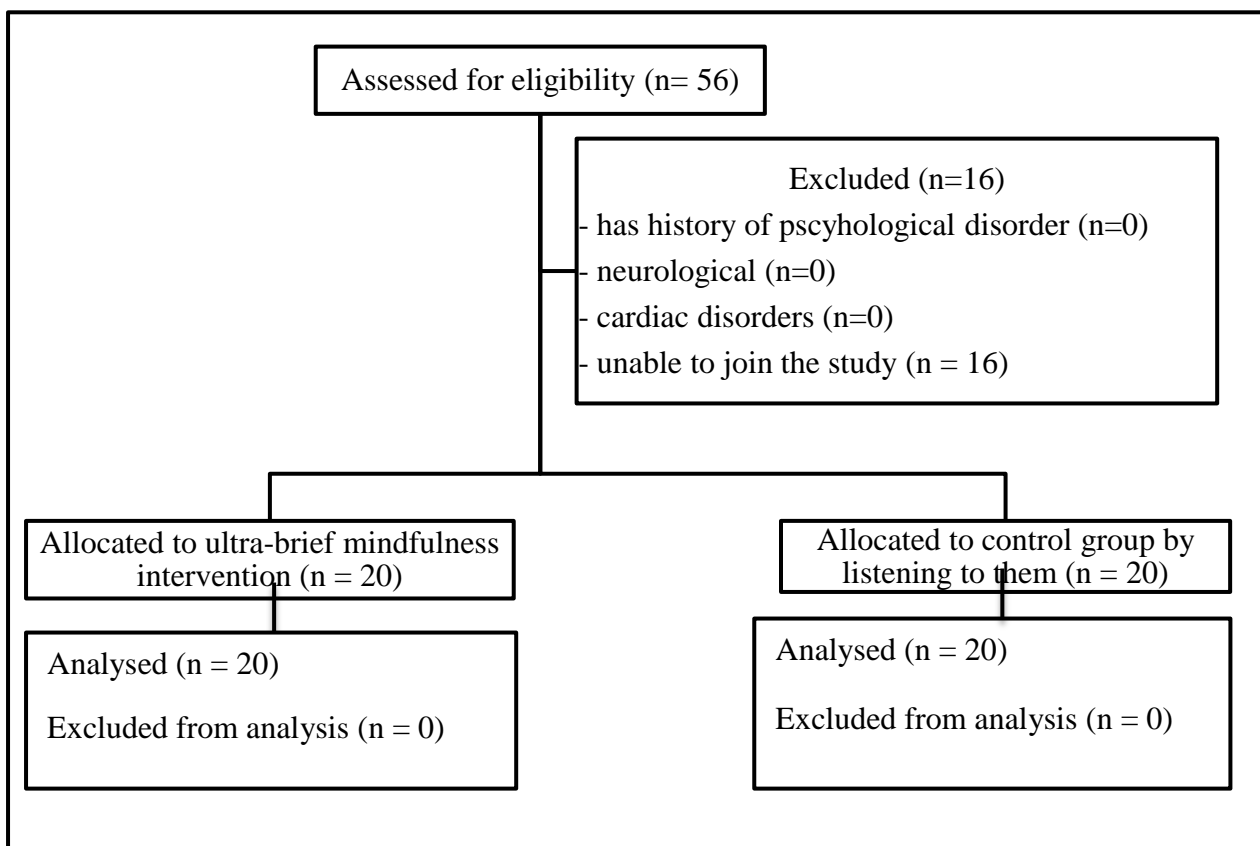 Assessed for eligibility (n= 56)
Excluded (n=16)
- has history of pscyhological disorder (n=0)
- neurological (n=0)
- cardiac disorders (n=0)
- unable to join the study (n = 16)
Allocated to ultra-brief mindfulness
intervention (n = 20)
Allocated to control group by
listening to them (n = 20)
Analysed (n = 20)
Excluded from analysis (n = 0)
Analysed (n = 20)
Excluded from analysis (n = 0)